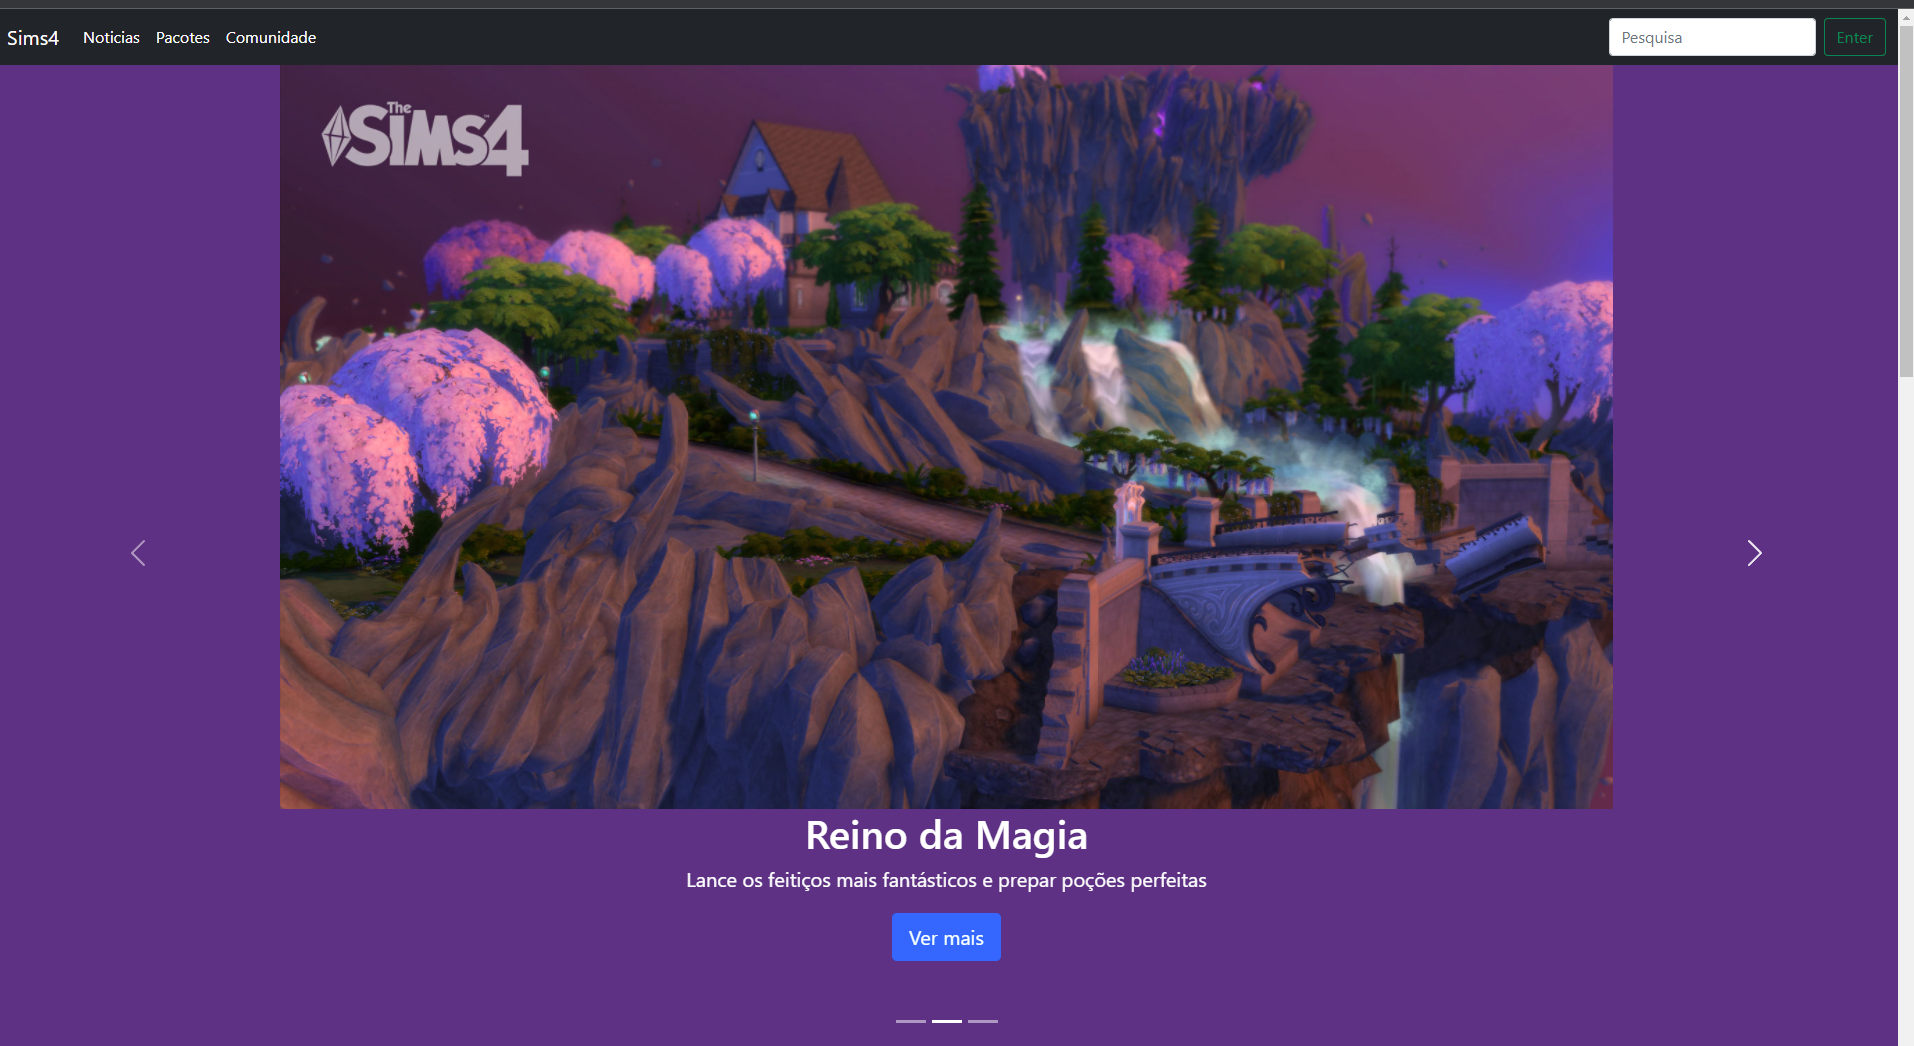 Sims4 Noticias Pacotes Comunidade Pesquisa Enter
The
SIMS4
Reino da Magia
Lance os feitiços mais fantásticos e prepar poções perfeitas
Ver mais